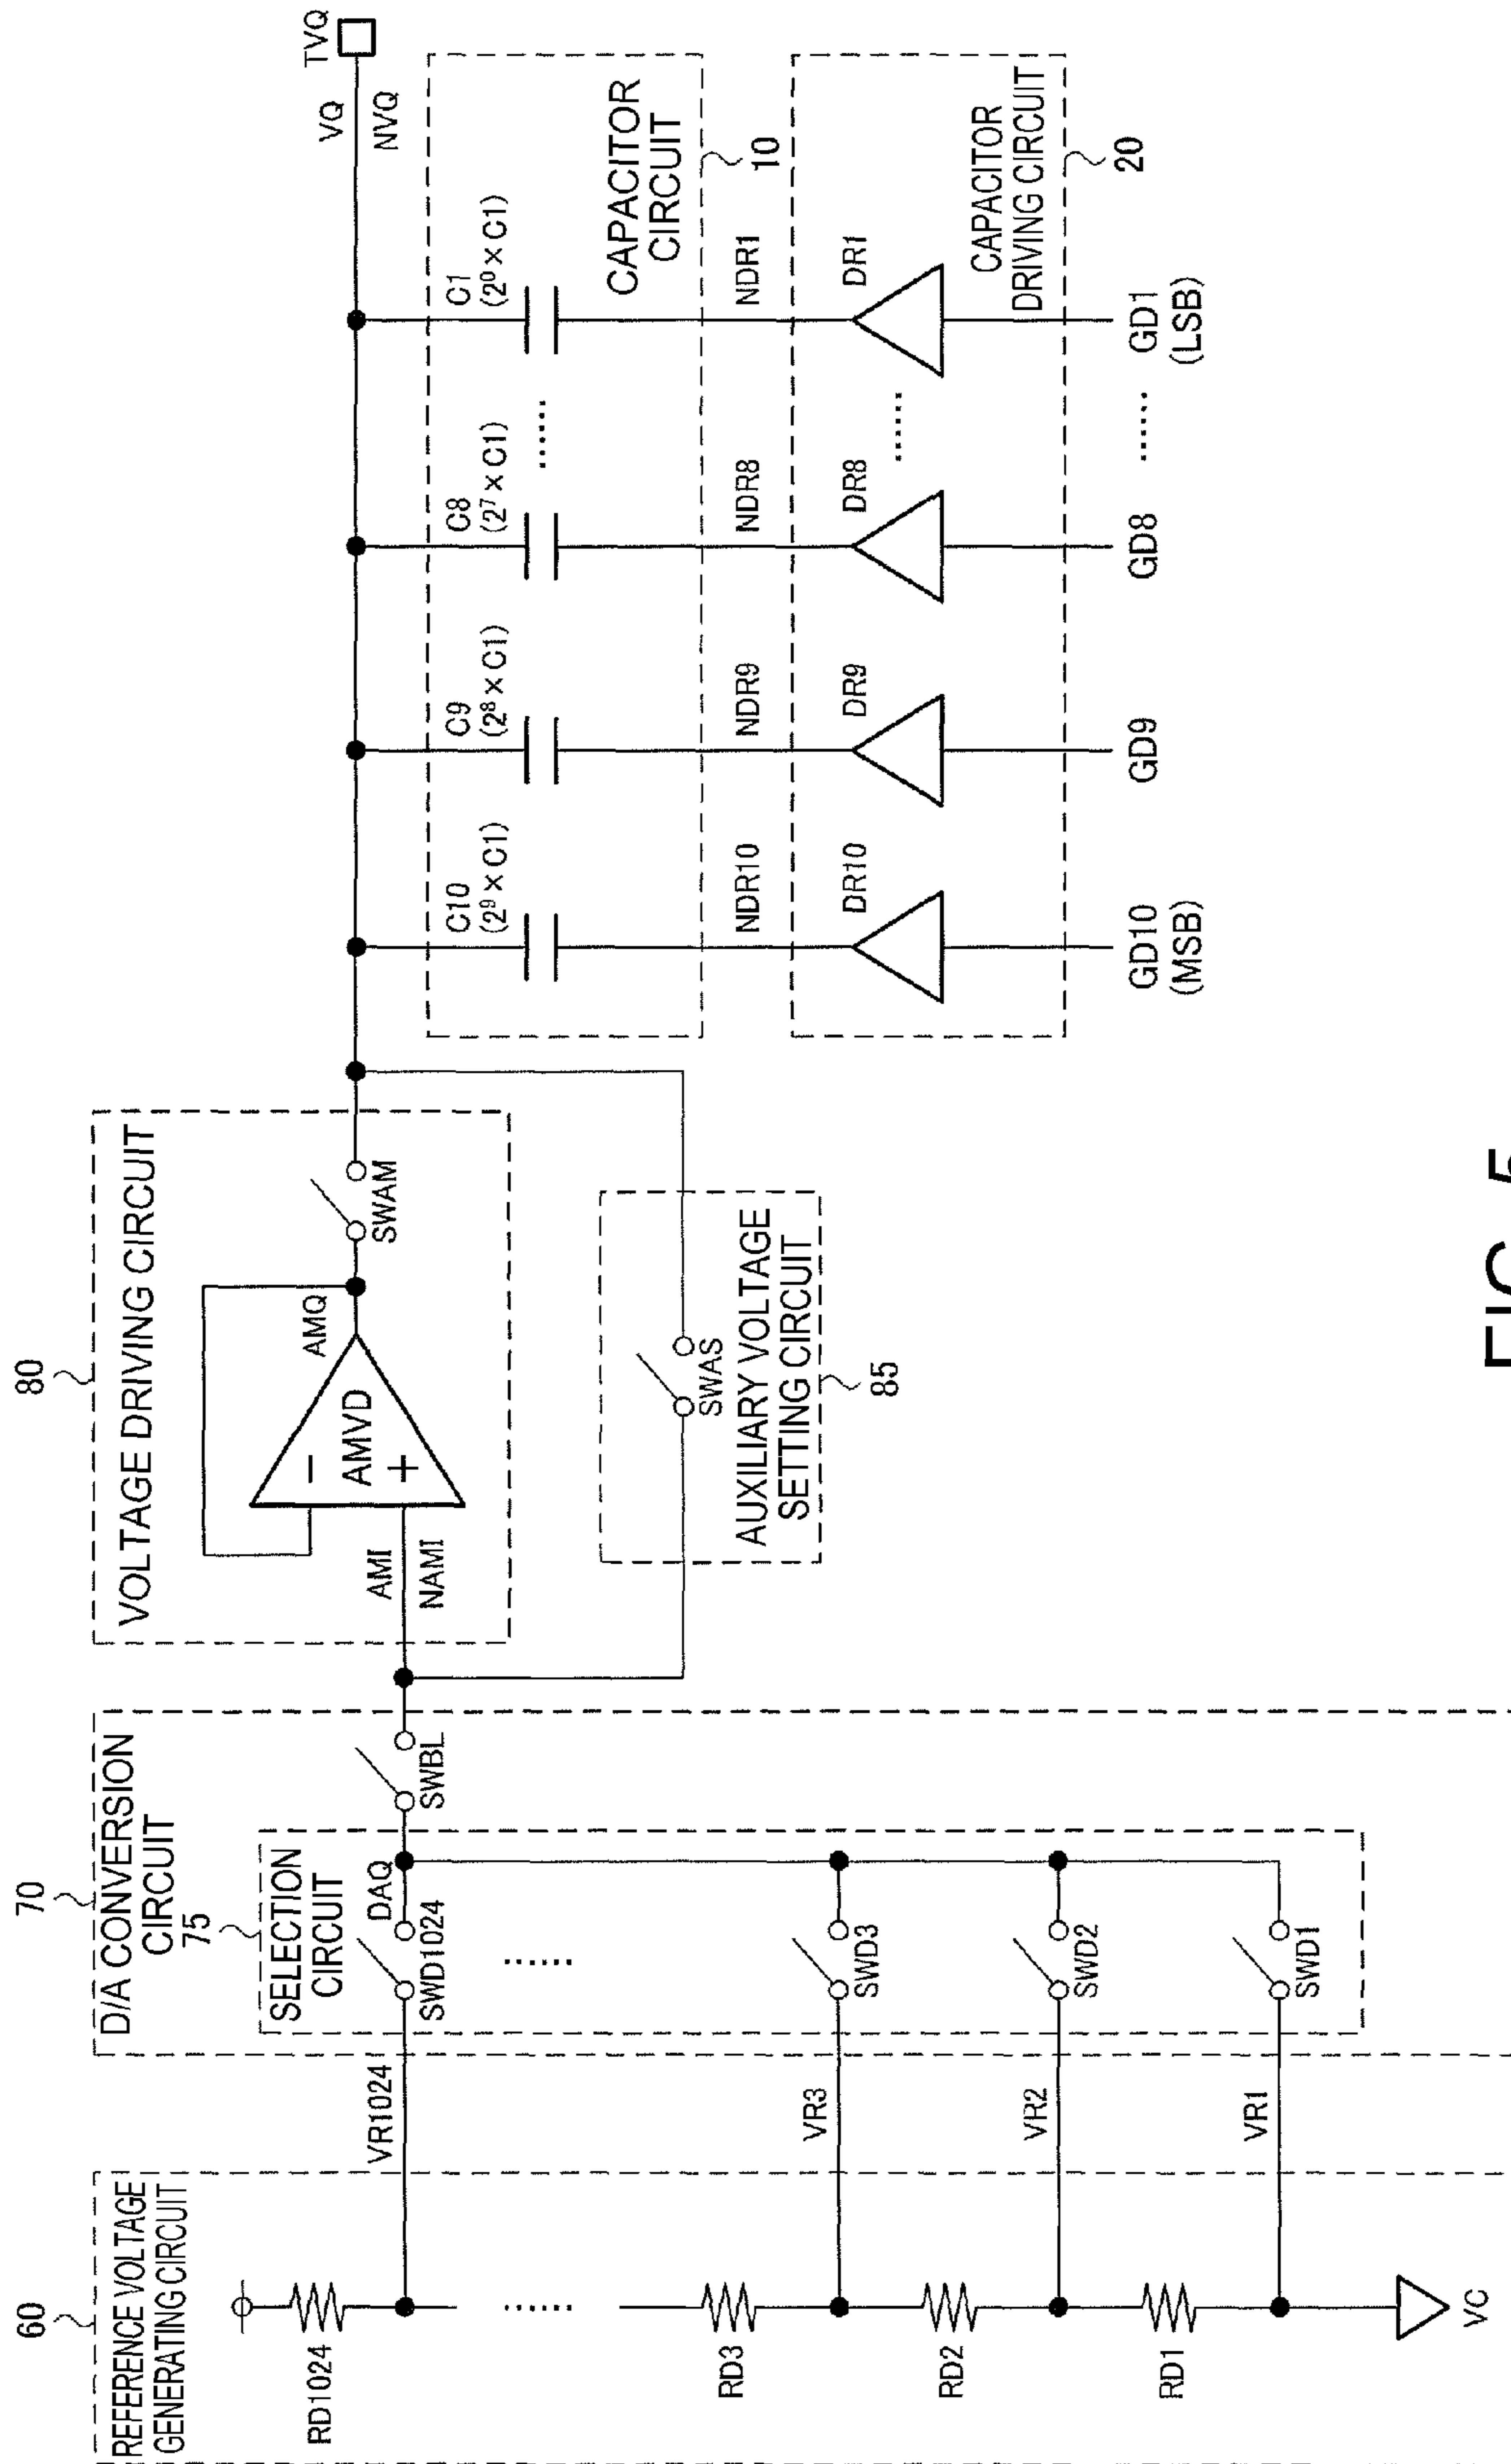 60
REFERENCE VOLTAGE
GENERATING CIRCUIT
RD1024
......
RD3
RD2
RD1
VC
VR1024
VR3
VR2
VR1
70
D/A CONVERSION
CIRCUIT
75
SELECTION
CIRCUIT
DAQ
SWD1024
......
SWD3
SWD2
SWD1
SWBL
80
VOLTAGE DRIVING CIRCUIT
AMI
NAMI
−
AMVD
+
AMQ
SWAM
SWAS
AUXILIARY VOLTAGE
SETTING CIRCUIT
85
VQ
NVQ
TVQ
C10
(2⁹ × C1)
C9
(2⁸ × C1)
C8
(2⁷ × C1)
......
C1
(2⁰ × C1)
CAPACITOR
CIRCUIT
10
NDR10
NDR9
NDR8
NDR1
DR10
DR9
DR8
......
DR1
CAPACITOR
DRIVING CIRCUIT
20
GD10
(MSB)
GD9
GD8
......
GD1
(LSB)